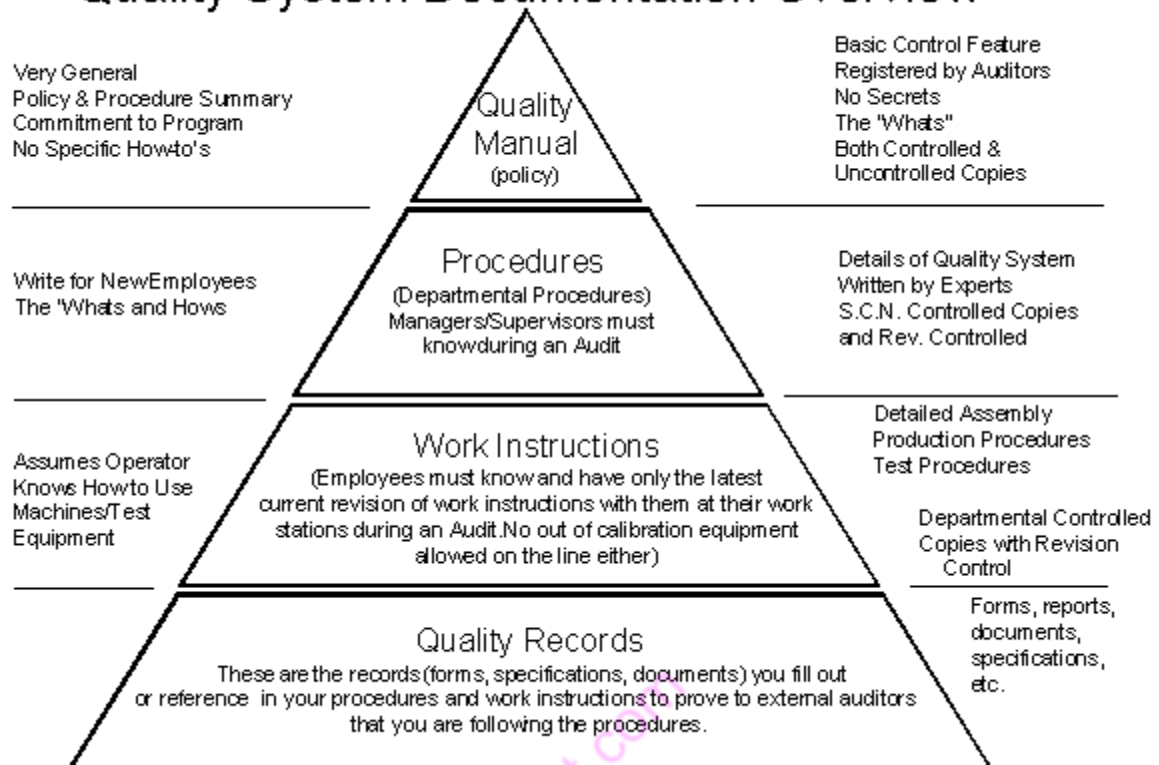 Quality System Documentation Overview
Very General
Policy & Procedure Summary
Commitment to Program
No Specific How-to's
Quality
Manual
(policy)
Basic Control Feature
Registered by Auditors
No Secrets
The "Whats"
Both Controlled &
Uncontrolled Copies
Write for New Employees
The "Whats and Hows
Procedures
(Departmental Procedures)
Managers/Supervisors must
know during an Audit
Details of Quality System
Written by Experts
S.C.N. Controlled Copies
and Rev. Controlled
Assumes Operator
Knows How to Use
Machines/Test
Equipment
Work Instructions
(Employees must know and have only the latest
current revision of work instructions with them at their work
stations during an Audit.No out of calibration equipment
allowed on the line either)
Detailed Assembly
Production Procedures
Test Procedures
Departmental Controlled
Copies with Revision
Control
Quality Records
These are the records (forms, specifications, documents) you fill out
or reference in your procedures and work instructions to prove to external auditors
that you are following the procedures.
Forms, reports,
documents,
specifications,
etc.